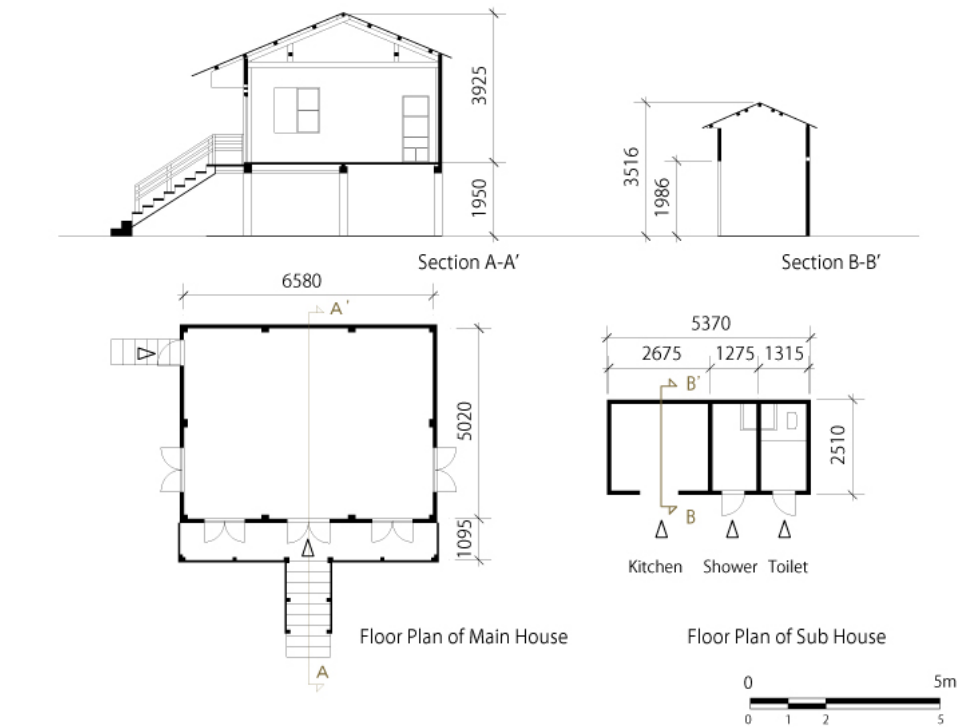 3925
1950
3516
1986
Section A-A’
Section B-B’
6580
A’
5020
1095
A
Floor Plan of Main House
5370
2675 1275 1315
B’
2510
B
Kitchen Shower Toilet
Floor Plan of Sub House
0 5m
0 1 2 5